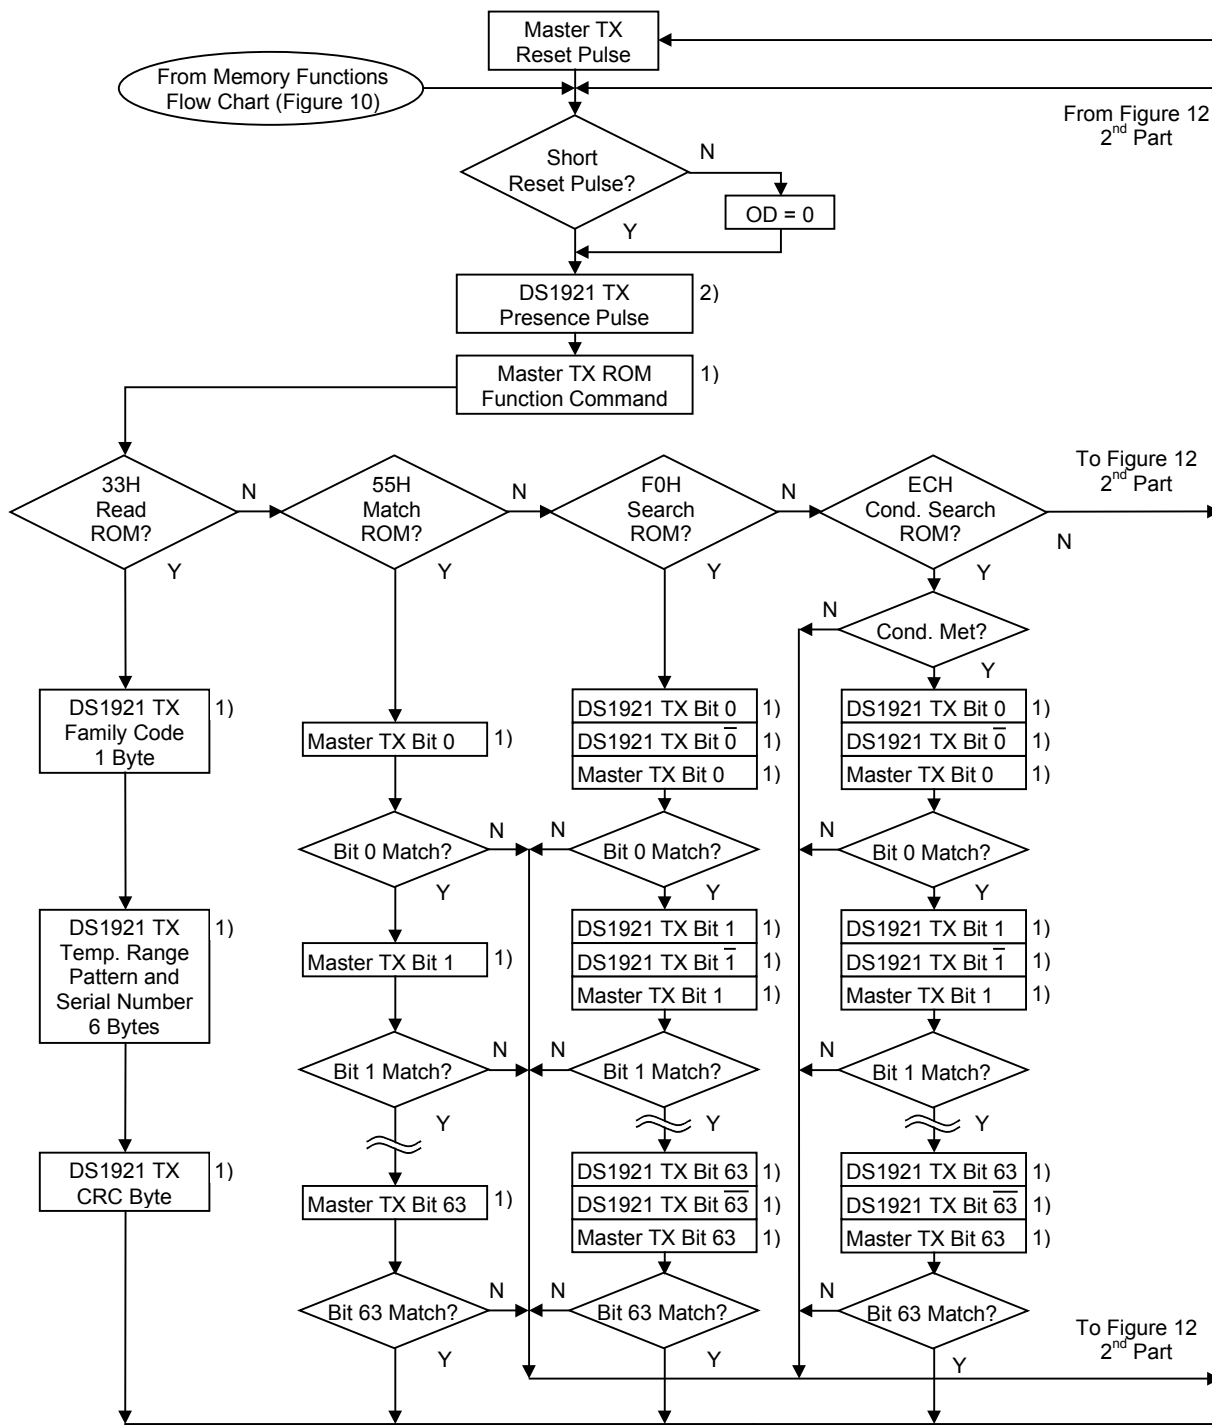 Master TX
Reset Pulse
From Memory Functions
Flow Chart (Figure 10)
From Figure 12
2nd Part
Short
Reset Pulse?
N
OD = 0
Y
DS1921 TX
Presence Pulse
2)
Master TX ROM
Function Command
1)
To Figure 12
2nd Part
33H
Read
ROM?
N
Y
55H
Match
ROM?
N
Y
F0H
Search
ROM?
N
Y
ECH
Cond. Search
ROM?
N
Y
Cond. Met?
N
Y
DS1921 TX
Family Code
1 Byte
1)
Master TX Bit 0
1)
DS1921 TX Bit 0
1)
DS1921 TX Bit 0̅
1)
Master TX Bit 0
1)
DS1921 TX Bit 0
1)
DS1921 TX Bit 0̅
1)
Master TX Bit 0
1)
Bit 0 Match?
N
Y
Bit 0 Match?
N
Y
Bit 0 Match?
N
Y
DS1921 TX
Temp. Range
Pattern and
Serial Number
6 Bytes
1)
Master TX Bit 1
1)
DS1921 TX Bit 1
1)
DS1921 TX Bit 1̅
1)
Master TX Bit 1
1)
DS1921 TX Bit 1
1)
DS1921 TX Bit 1̅
1)
Master TX Bit 1
1)
Bit 1 Match?
N
Y
Bit 1 Match?
N
Y
Bit 1 Match?
N
Y
DS1921 TX
CRC Byte
1)
Master TX Bit 63
1)
DS1921 TX Bit 63
1)
DS1921 TX Bit 6̅3̅
1)
Master TX Bit 63
1)
DS1921 TX Bit 63
1)
DS1921 TX Bit 6̅3̅
1)
Master TX Bit 63
1)
Bit 63 Match?
N
Y
Bit 63 Match?
N
Y
Bit 63 Match?
N
Y
To Figure 12
2nd Part